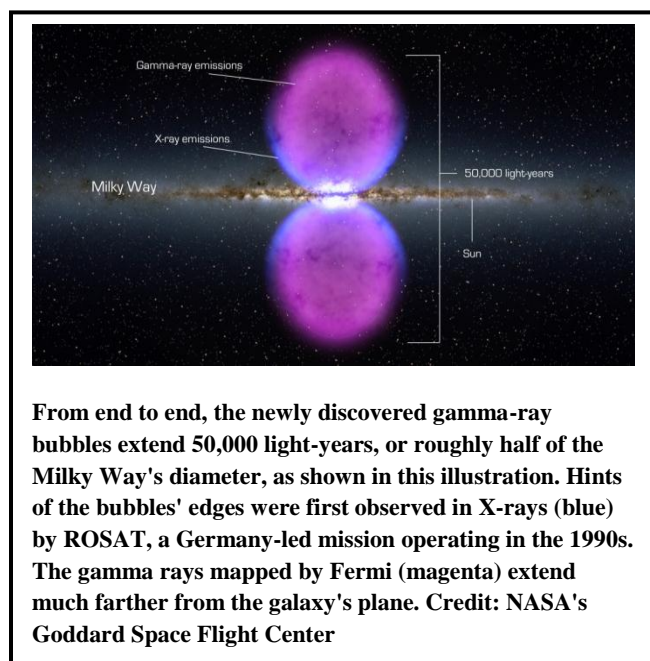 Gamma-ray emissions
X-ray emissions
Milky Way
50,000 light-years
Sun
From end to end, the newly discovered gamma-ray
bubbles extend 50,000 light-years, or roughly half of the
Milky Way's diameter, as shown in this illustration. Hints
of the bubbles' edges were first observed in X-rays (blue)
by ROSAT, a Germany-led mission operating in the 1990s.
The gamma rays mapped by Fermi (magenta) extend
much farther from the galaxy's plane. Credit: NASA's
Goddard Space Flight Center